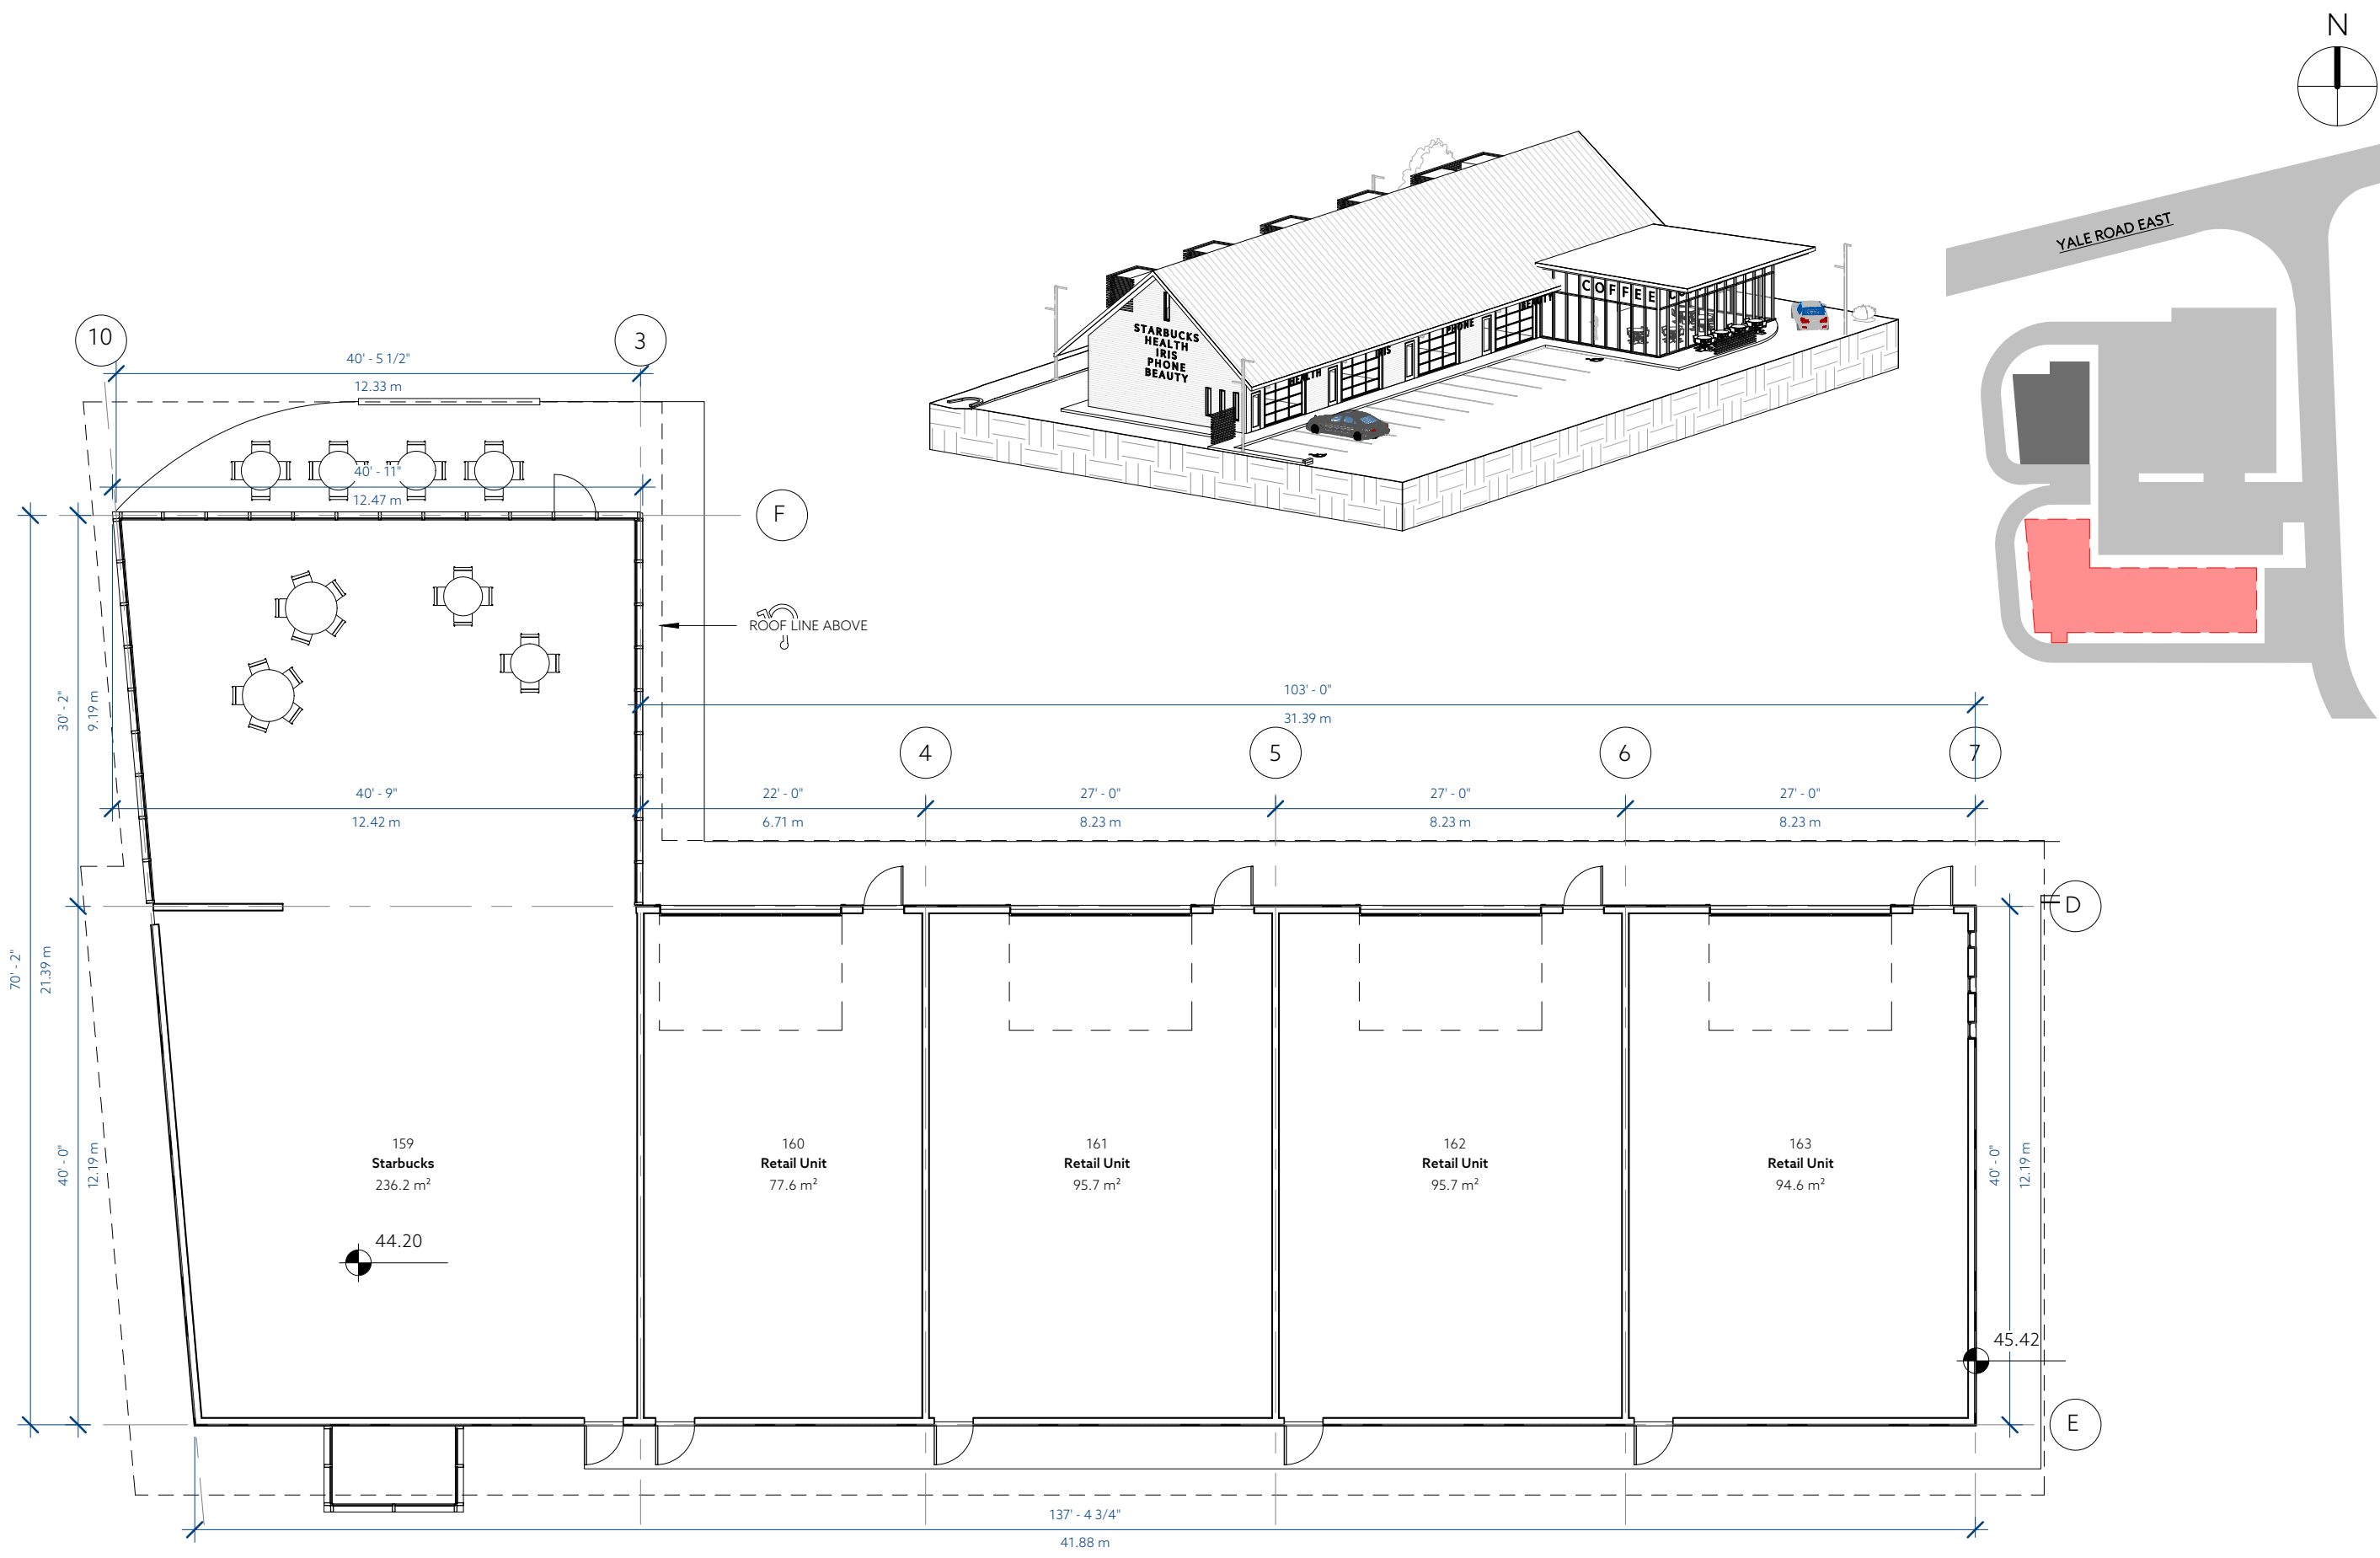 N
YALE ROAD EAST
STARBUCKS
HEALTH
IRIS
PHONE
BEAUTY
HEALTH
IRIS
PHONE
BEAUTY
COFFEE
10
3
40' - 5 1/2"
12.33 m
40' - 11"
12.47 m
F
ROOF LINE ABOVE
103' - 0"
31.39 m
4
5
6
7
40' - 9"
12.42 m
22' - 0"
6.71 m
27' - 0"
8.23 m
27' - 0"
8.23 m
27' - 0"
8.23 m
30' - 2"
9.19 m
70' - 2"
21.39 m
40' - 0"
12.19 m
D
159
Starbucks
236.2 m²
160
Retail Unit
77.6 m²
161
Retail Unit
95.7 m²
162
Retail Unit
95.7 m²
163
Retail Unit
94.6 m²
40' - 0"
12.19 m
44.20
45.42
E
137' - 4 3/4"
41.88 m